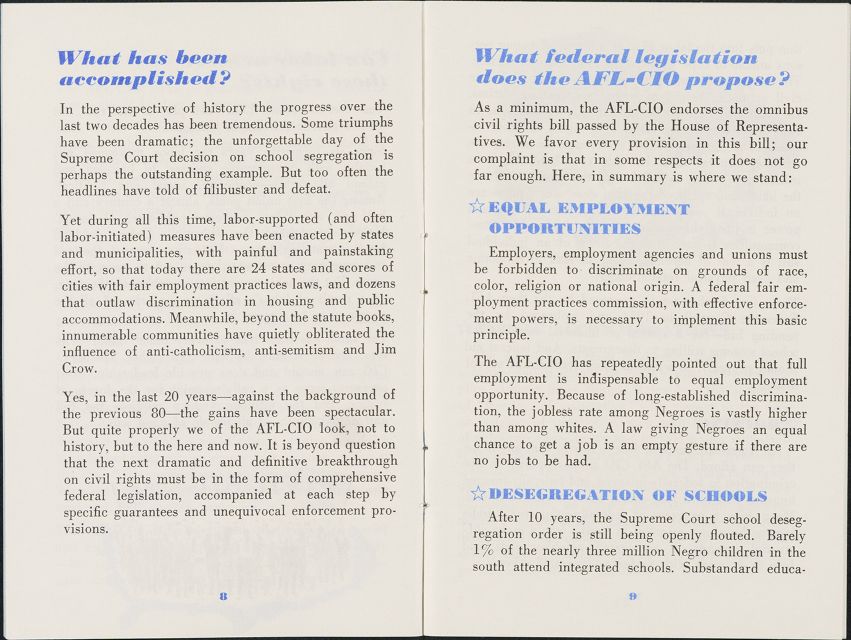 What has been
accomplished?
In the perspective of history the progress over the
last two decades has been tremendous. Some triumphs
have been dramatic; the unforgettable day of the
Supreme Court decision on school segregation is
perhaps the outstanding example. But too often the
headlines have told of filibuster and defeat.
Yet during all this time, labor-supported (and often
labor-initiated) measures have been enacted by states
and municipalities, with painful and painstaking
effort, so that today there are 24 states and scores of
cities with fair employment practices laws, and dozens
that outlaw discrimination in housing and public
accommodations. Meanwhile, beyond the statute books,
innumerable communities have quietly obliterated the
influence of anti-catholicism, anti-semitism and Jim
Crow.
Yes, in the last 20 years—against the background of
the previous 80—the gains have been spectacular.
But quite properly we of the AFL-CIO look, not to
history, but to the here and now. It is beyond question
that the next dramatic and definitive breakthrough
on civil rights must be in the form of comprehensive
federal legislation, accompanied at each step by
specific guarantees and unequivocal enforcement pro-
visions.
8
What federal legislation
does the AFL-CIO propose?
As a minimum, the AFL-CIO endorses the omnibus
civil rights bill passed by the House of Representa-
tives. We favor every provision in this bill; our
complaint is that in some respects it does not go
far enough. Here, in summary is where we stand:
☆ EQUAL EMPLOYMENT
OPPORTUNITIES
Employers, employment agencies and unions must
be forbidden to discriminate on grounds of race,
color, religion or national origin. A federal fair em-
ployment practices commission, with effective enforce-
ment powers, is necessary to implement this basic
principle.
The AFL-CIO has repeatedly pointed out that full
employment is indispensable to equal employment
opportunity. Because of long-established discrimina-
tion, the jobless rate among Negroes is vastly higher
than among whites. A law giving Negroes an equal
chance to get a job is an empty gesture if there are
no jobs to be had.
☆ DESEGREGATION OF SCHOOLS
After 10 years, the Supreme Court school deseg-
regation order is still being openly flouted. Barely
1% of the nearly three million Negro children in the
south attend integrated schools. Substandard educa-
9